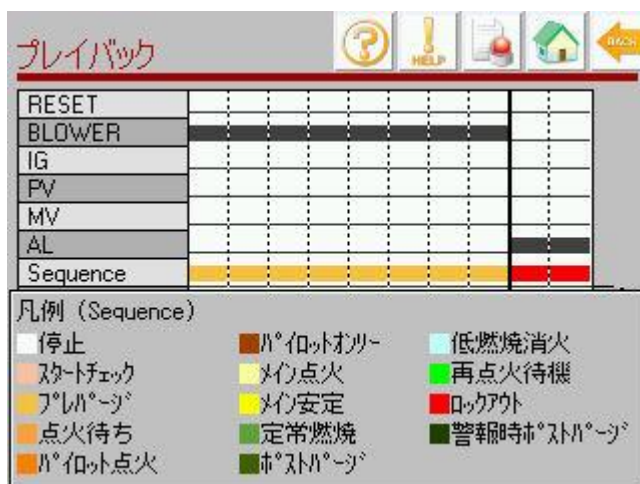 プレイバック
HELP
BACK
RESET
BLOWER
IG
PV
MV
AL
Sequence
凡例 (Sequence)
停止
ﾊﾟｲﾛｯﾄｵﾝﾘｰ
低燃焼消火
ｽﾀｰﾄﾁｪｯｸ
ﾒｲﾝ点火
再点火待機
ﾌﾟﾚﾊﾟｰｼﾞ
ﾒｲﾝ安定
ﾛｯｸｱｳﾄ
点火待ち
定常燃焼
警報時ﾎﾟｽﾄﾊﾟｰｼﾞ
ﾊﾟｲﾛｯﾄ点火
ﾎﾟｽﾄﾊﾟｰｼﾞ